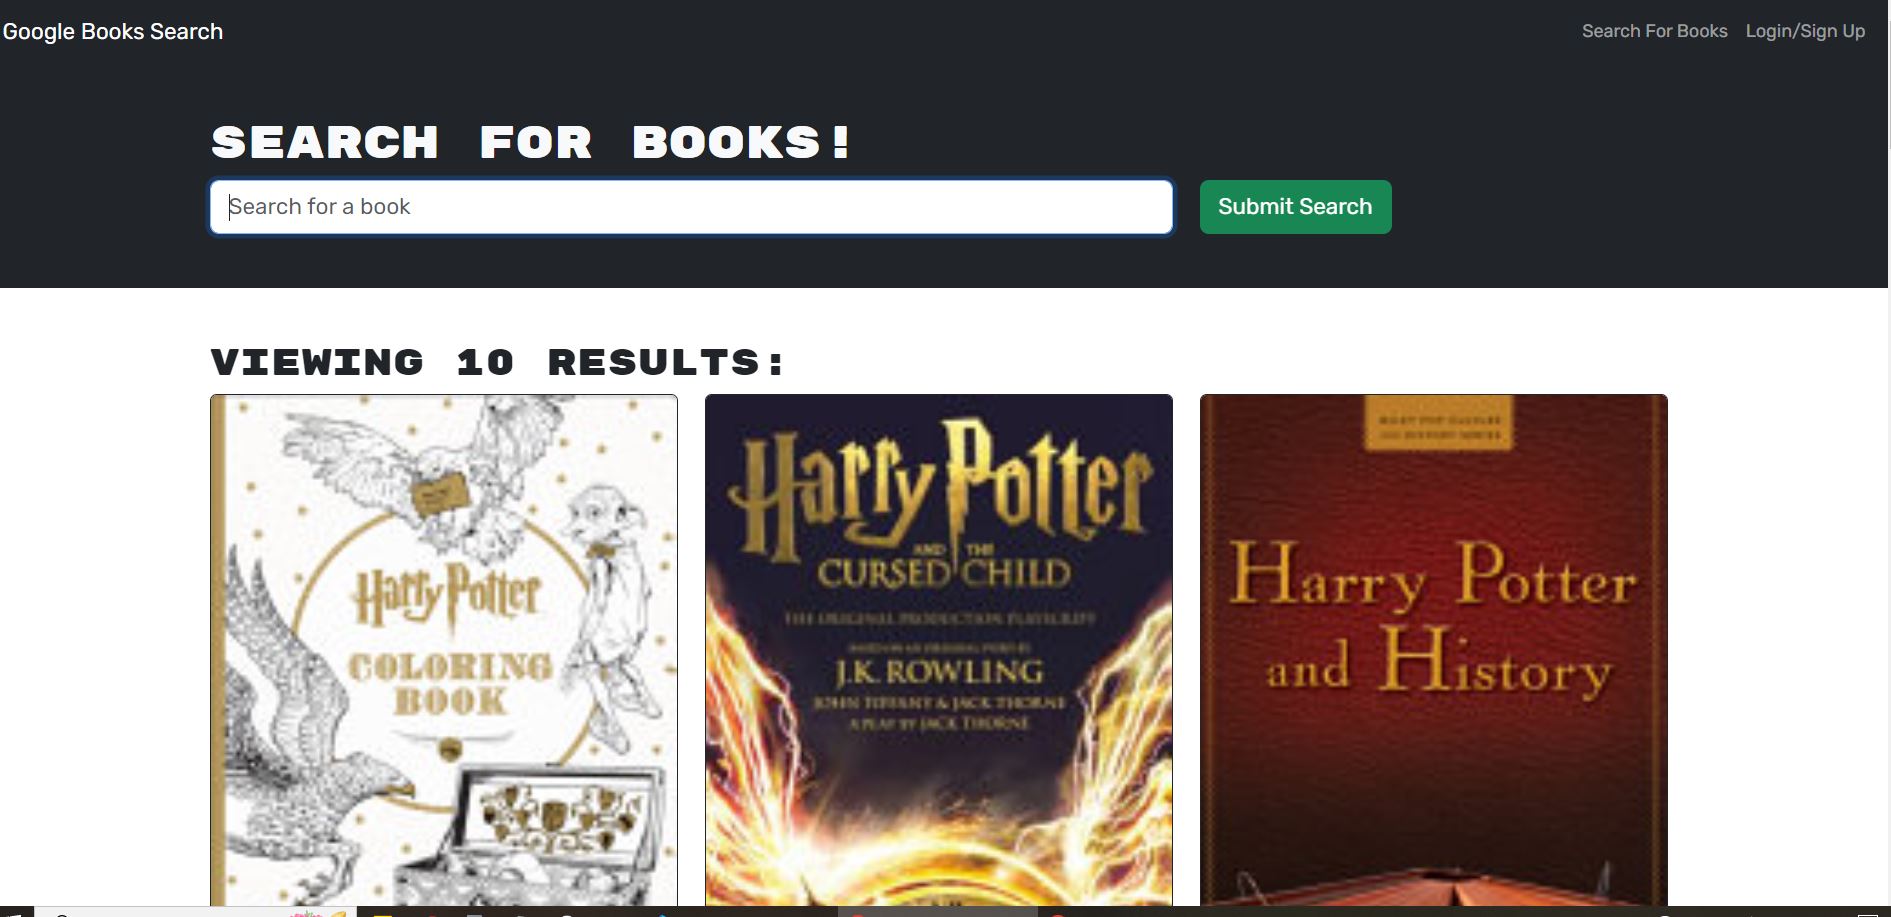 Google Books Search
Search For Books
Login/Sign Up
SEARCH FOR BOOKS!
Search for a book
Submit Search
VIEWING 10 RESULTS:
Harry Potter
COLORING
BOOK
Harry Potter
AND THE
CURSED CHILD
THE ORIGINAL PRODUCTION PLAYSCRIPT
BASED ON AN ORIGINAL STORY BY
J.K. ROWLING
JOHN TIFFANY & JACK THORNE
A PLAY BY JACK THORNE
Harry Potter
and History